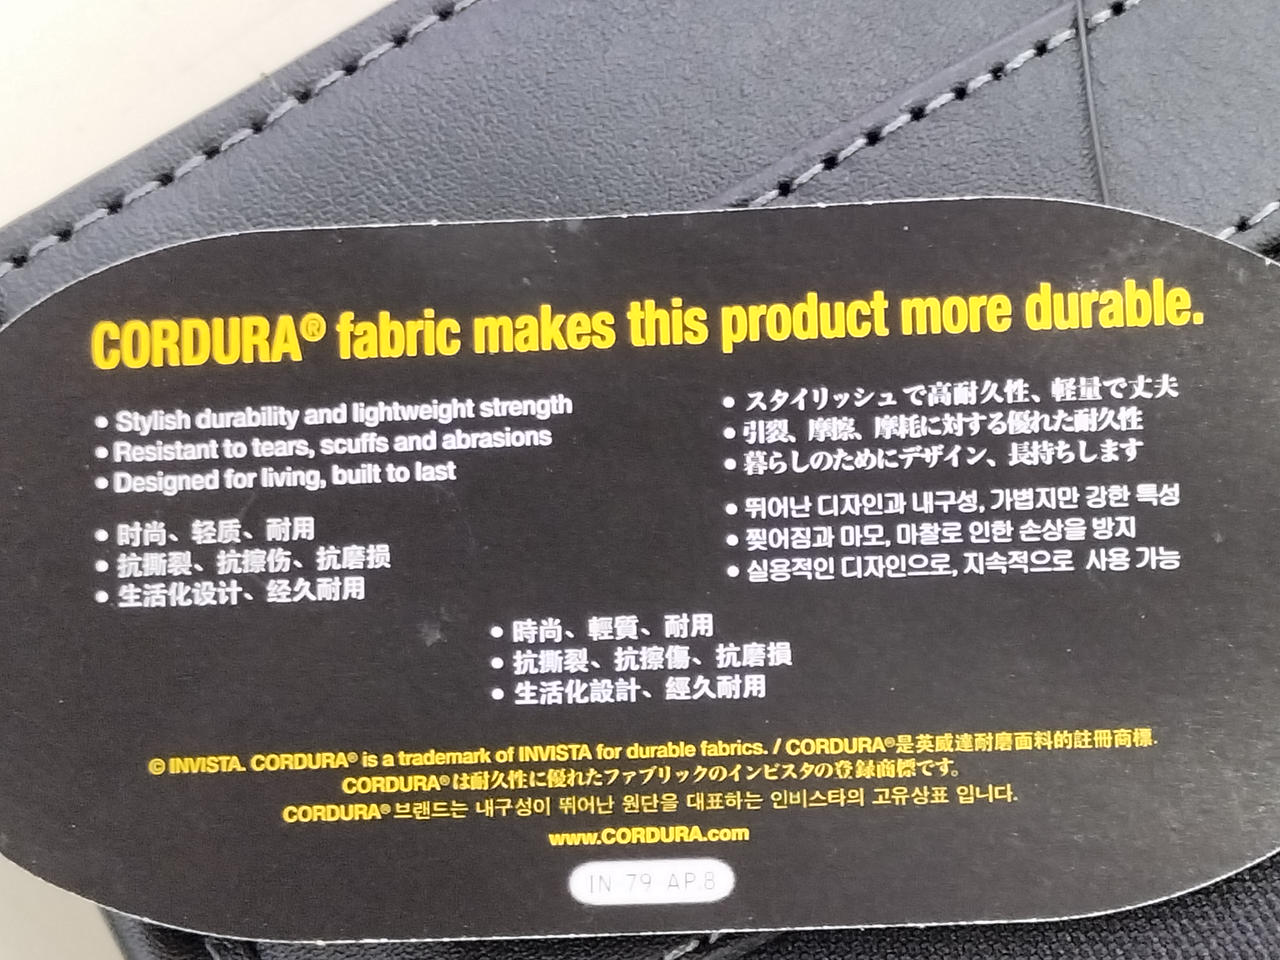 CORDURA® fabric makes this product more durable.
• Stylish durability and lightweight strength
• Resistant to tears, scuffs and abrasions
• Designed for living, built to last
• 时尚、轻质、耐用
• 抗撕裂、抗擦伤、抗磨损
• 生活化设计、经久耐用
• スタイリッシュで高耐久性、軽量で丈夫
• 引裂、摩擦、摩耗に対する優れた耐久性
• 暮らしのためにデザイン、長持ちします
• 뛰어난 디자인과 내구성, 가볍지만 강한 특성
• 찢어짐과 마모, 마찰로 인한 손상을 방지
• 실용적인 디자인으로, 지속적으로 사용 가능
• 時尚、輕質、耐用
• 抗撕裂、抗擦傷、抗磨損
• 生活化設計、經久耐用
© INVISTA. CORDURA® is a trademark of INVISTA for durable fabrics. / CORDURA®是英威達耐磨面料的註冊商標.
CORDURA®は耐久性に優れたファブリックのインビスタの登録商標です。
CORDURA® 브랜드는 내구성이 뛰어난 원단을 대표하는 인비스타의 고유상표 입니다.
www.CORDURA.com
IN 79 AP.8